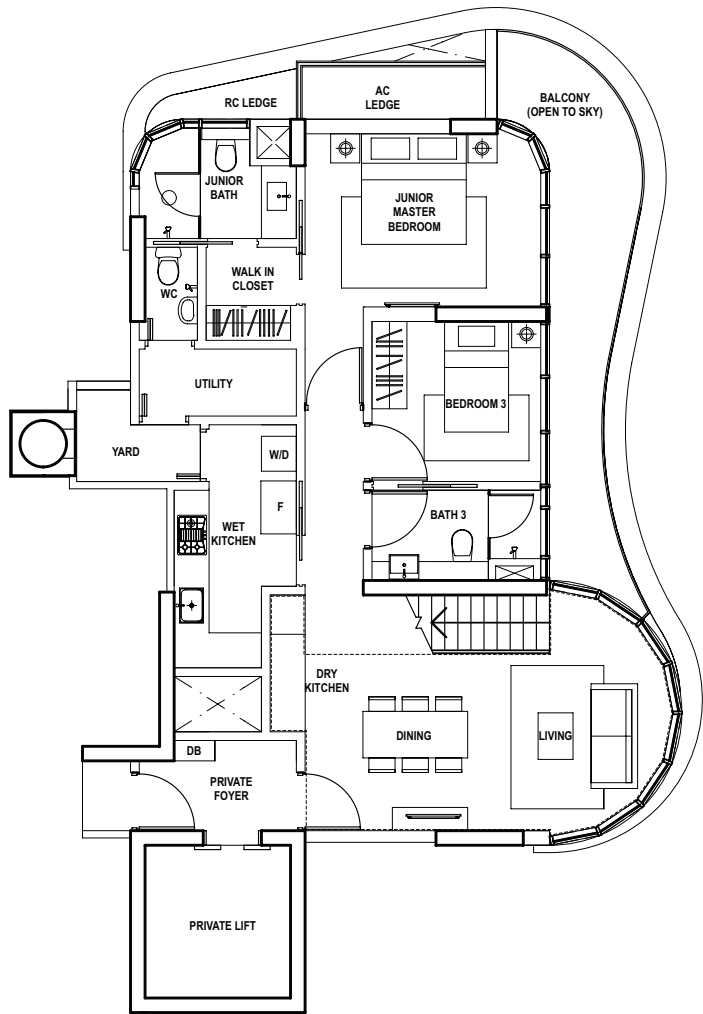 RC LEDGE
AC
LEDGE
BALCONY
(OPEN TO SKY)
JUNIOR
BATH
JUNIOR
MASTER
BEDROOM
WALK IN
CLOSET
WC
UTILITY
BEDROOM 3
YARD
W/D
F
WET
KITCHEN
BATH 3
DRY
KITCHEN
DINING
LIVING
DB
PRIVATE
FOYER
PRIVATE LIFT